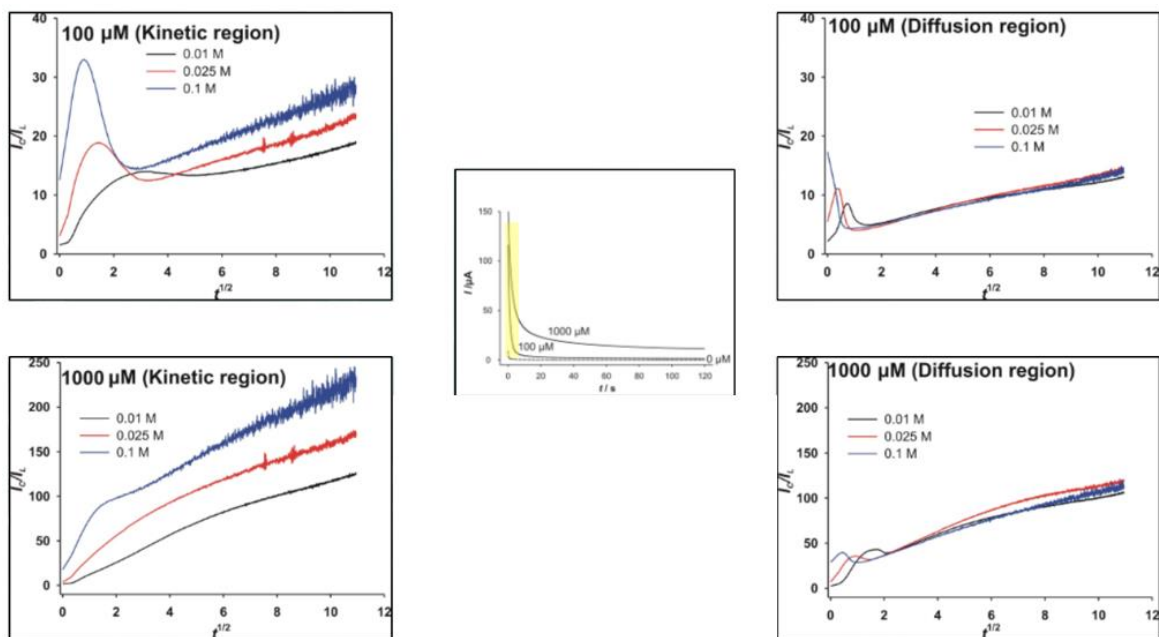 100 µM (Kinetic region)
0.01 M
0.025 M
0.1 M
40
30
20
10
0
I_C/I_L
0 2 4 6 8 10 12
t^1/2
100 µM (Diffusion region)
0.01 M
0.025 M
0.1 M
40
30
20
10
0
I_C/I_L
0 2 4 6 8 10 12
t^1/2
150
100
50
0
I /µA
1000 µM
100 µM
0 µM
0 20 40 60 80 100 120
t / s
1000 µM (Kinetic region)
0.01 M
0.025 M
0.1 M
250
200
150
100
50
0
I_C/I_L
0 2 4 6 8 10 12
t^1/2
1000 µM (Diffusion region)
0.01 M
0.025 M
0.1 M
250
200
150
100
50
0
I_C/I_L
0 2 4 6 8 10 12
t^1/2